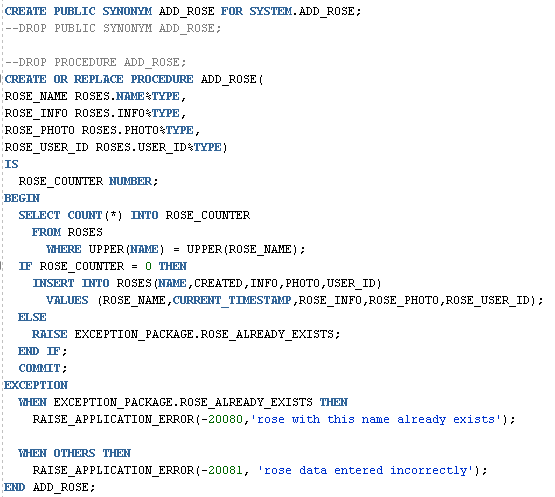 CREATE PUBLIC SYNONYM ADD_ROSE FOR SYSTEM.ADD_ROSE;
--DROP PUBLIC SYNONYM ADD_ROSE;

--DROP PROCEDURE ADD_ROSE;
CREATE OR REPLACE PROCEDURE ADD_ROSE(
ROSE_NAME ROSES.NAME%TYPE,
ROSE_INFO ROSES.INFO%TYPE,
ROSE_PHOTO ROSES.PHOTO%TYPE,
ROSE_USER_ID ROSES.USER_ID%TYPE)
IS
  ROSE_COUNTER NUMBER;
BEGIN
  SELECT COUNT(*) INTO ROSE_COUNTER
    FROM ROSES
      WHERE UPPER(NAME) = UPPER(ROSE_NAME);
  IF ROSE_COUNTER = 0 THEN
    INSERT INTO ROSES(NAME,CREATED,INFO,PHOTO,USER_ID)
      VALUES (ROSE_NAME,CURRENT_TIMESTAMP,ROSE_INFO,ROSE_PHOTO,ROSE_USER_ID);
  ELSE
    RAISE EXCEPTION_PACKAGE.ROSE_ALREADY_EXISTS;
  END IF;
  COMMIT;
EXCEPTION
  WHEN EXCEPTION_PACKAGE.ROSE_ALREADY_EXISTS THEN
    RAISE_APPLICATION_ERROR(-20080,'rose with this name already exists');

  WHEN OTHERS THEN
    RAISE_APPLICATION_ERROR(-20081, 'rose data entered incorrectly');
END ADD_ROSE;